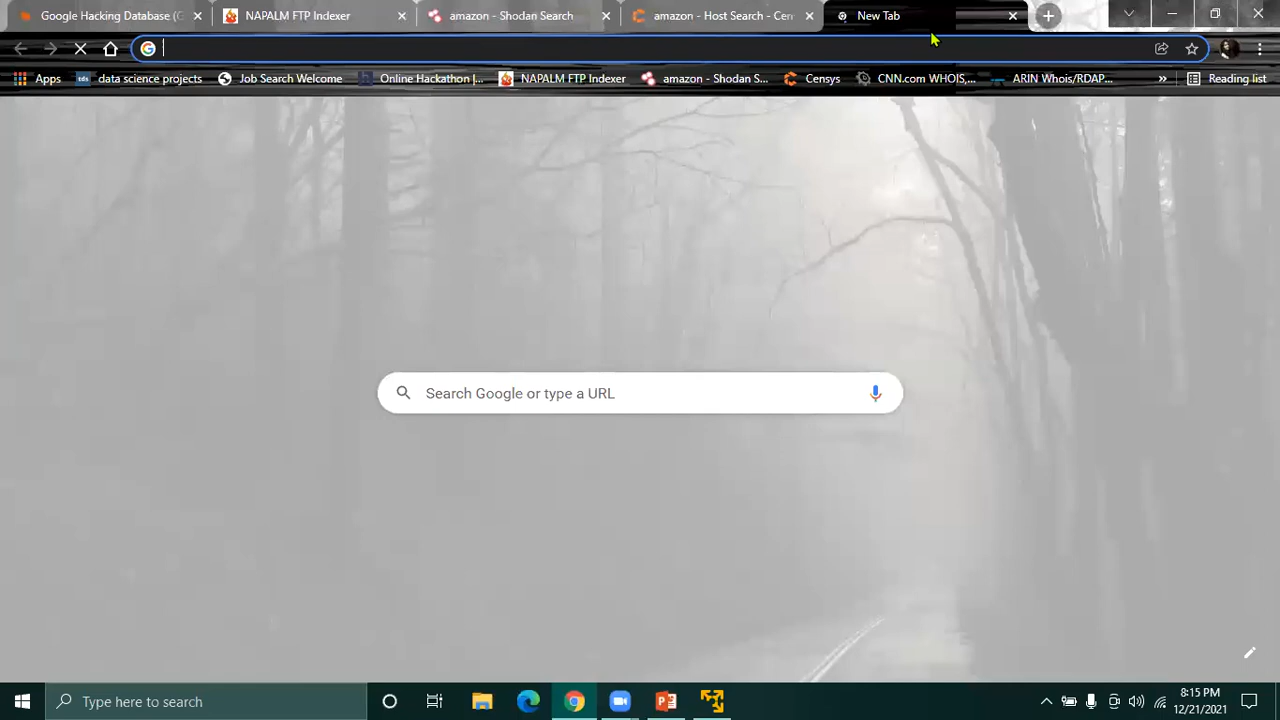 Google Hacking Database (G
NAPALM FTP Indexer
amazon - Shodan Search
amazon - Host Search - Cen
New Tab
Apps
tds
data science projects
Job Search Welcome
Online Hackathon |...
NAPALM FTP Indexer
amazon - Shodan S...
Censys
CNN.com WHOIS,...
ARIN Whois/RDAP...
»
Reading list
Search Google or type a URL
Type here to search
8:15 PM
12/21/2021